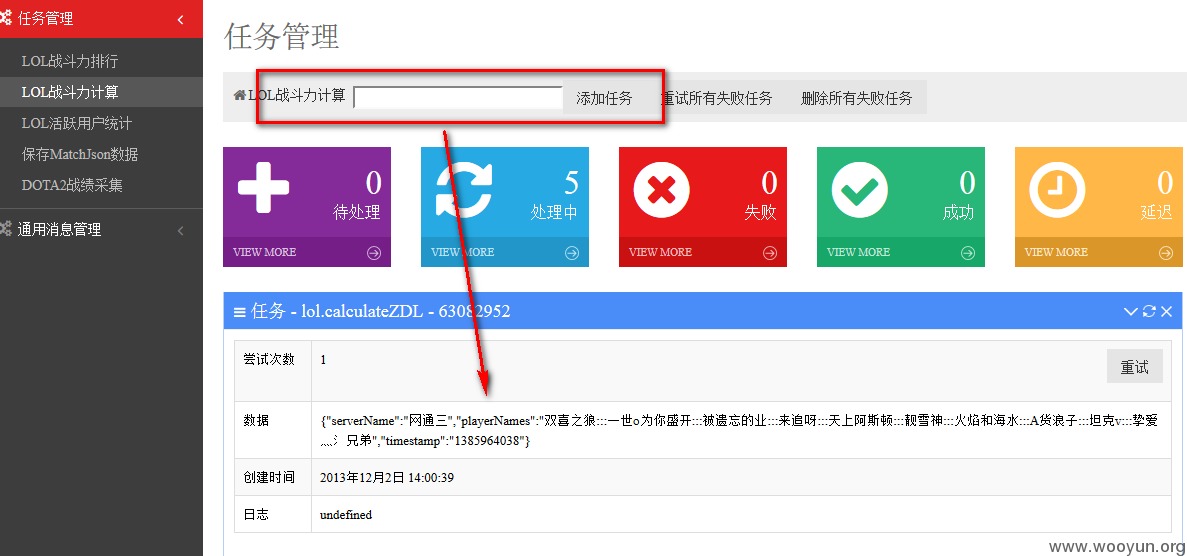 任务管理
LOL战斗力排行
LOL战斗力计算
LOL活跃用户统计
保存MatchJson数据
DOTA2战绩采集
通用消息管理
任务管理
LOL战斗力计算 添加任务 重试所有失败任务 删除所有失败任务
0
待处理
VIEW MORE
5
处理中
VIEW MORE
0
失败
VIEW MORE
0
成功
VIEW MORE
0
延迟
VIEW MORE
任务 - lol.calculateZDL - 63082952
尝试次数 1 重试
数据 {"serverName":"网通三","playerNames":"双喜之狼:::一世o为你盛开:::被遗忘的业:::来追呀:::天上阿斯顿:::靓雪神:::火焰和海水:::A货浪子:::坦克v:::挚爱
灬氵兄弟","timestamp":"1385964038"}
创建时间 2013年12月2日 14:00:39
日志 undefined
www.wooyun.org